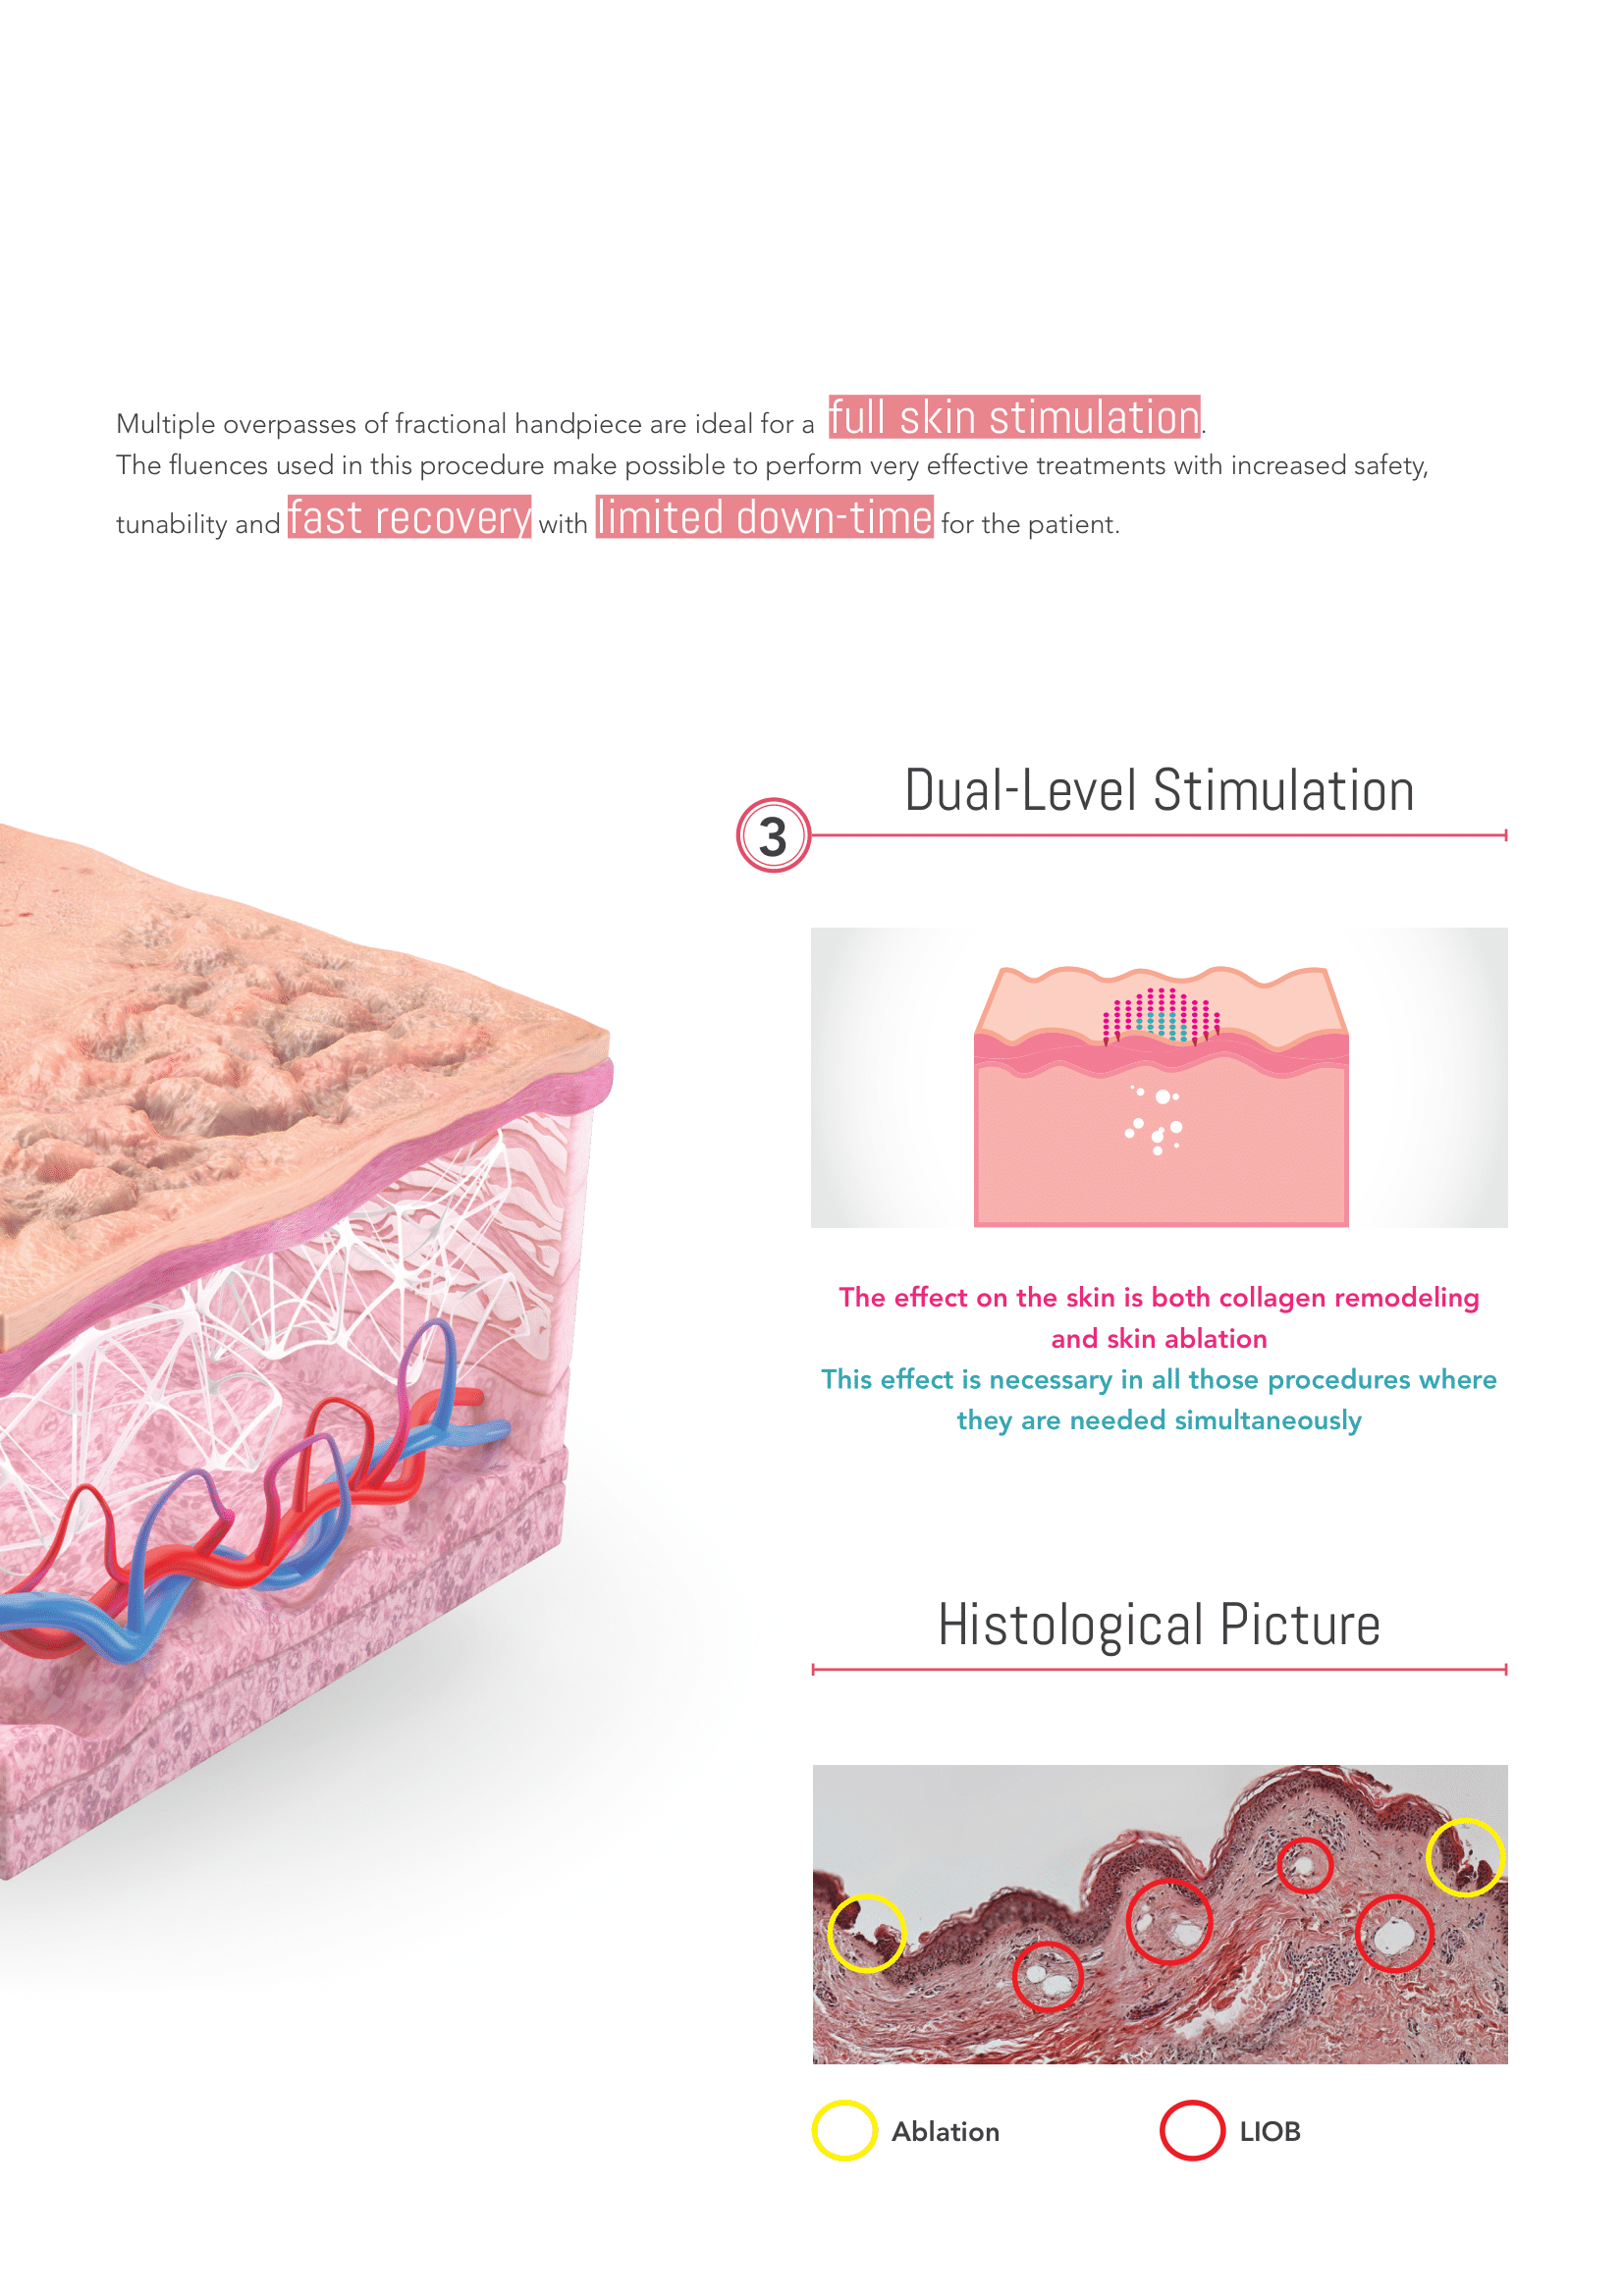 Multiple overpasses of fractional handpiece are ideal for a full skin stimulation.
The fluences used in this procedure make possible to perform very effective treatments with increased safety,
tunability and fast recovery with limited down-time for the patient.
Dual-Level Stimulation
3
The effect on the skin is both collagen remodeling
and skin ablation
This effect is necessary in all those procedures where
they are needed simultaneously
Histological Picture
Ablation
LIOB